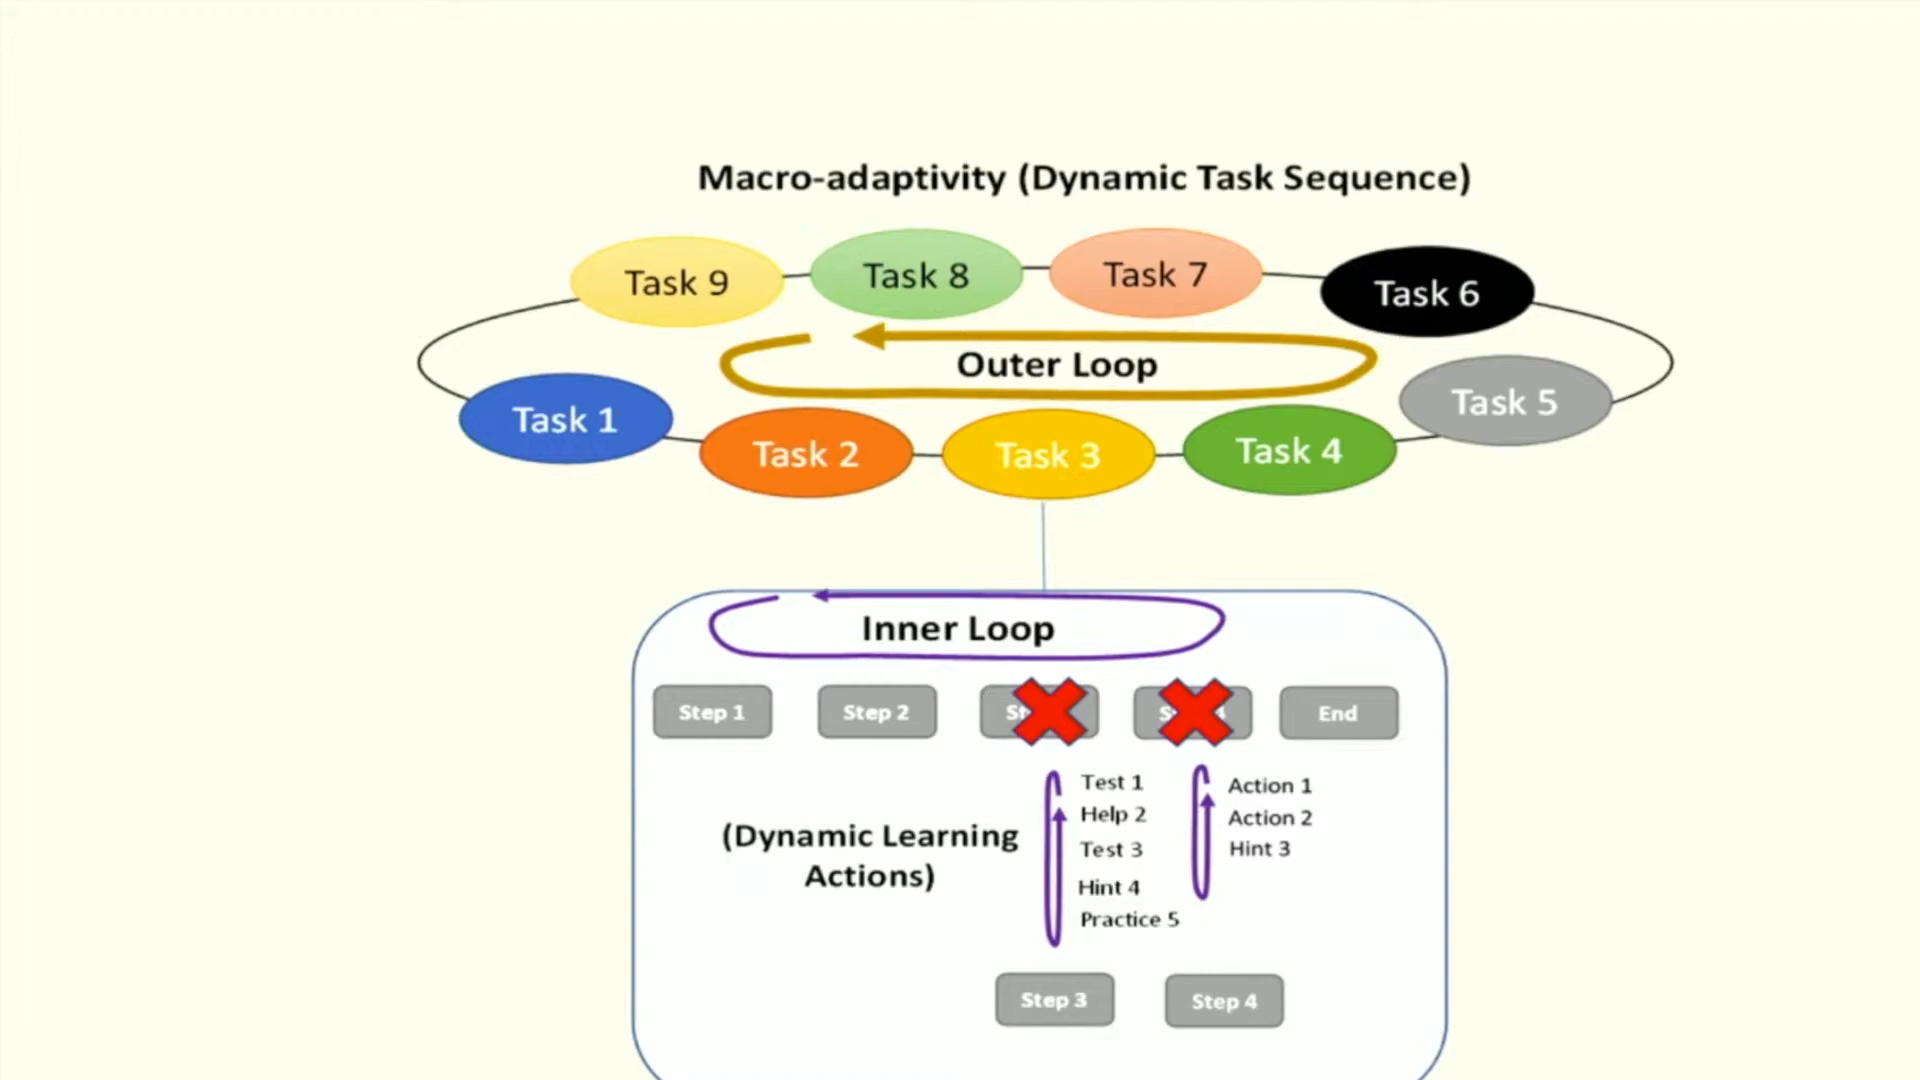 Macro-adaptivity (Dynamic Task Sequence)
Task 9
Task 8
Task 7
Task 6
Outer Loop
Task 1
Task 2
Task 3
Task 4
Task 5
Inner Loop
Step 1
Step 2
End
Test 1
Help 2
Test 3
Hint 4
Practice 5
Action 1
Action 2
Hint 3
(Dynamic Learning
Actions)
Step 3
Step 4